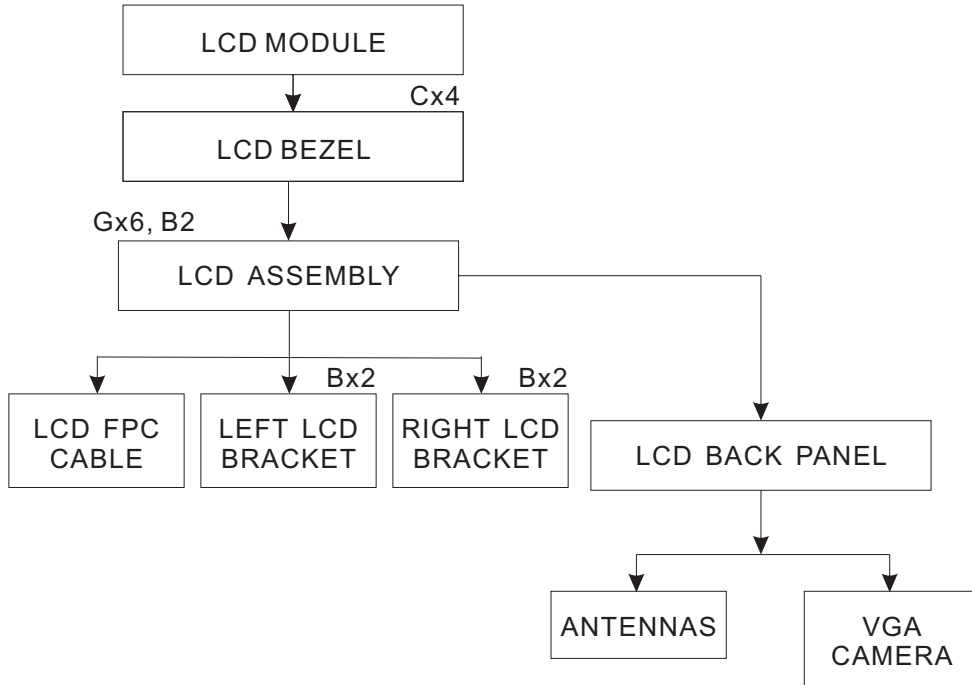 LCD MODULE
Cx4
LCD BEZEL
Gx6, B2
LCD ASSEMBLY
Bx2
Bx2
LCD FPC
CABLE
LEFT LCD
BRACKET
RIGHT LCD
BRACKET
LCD BACK PANEL
ANTENNAS
VGA
CAMERA